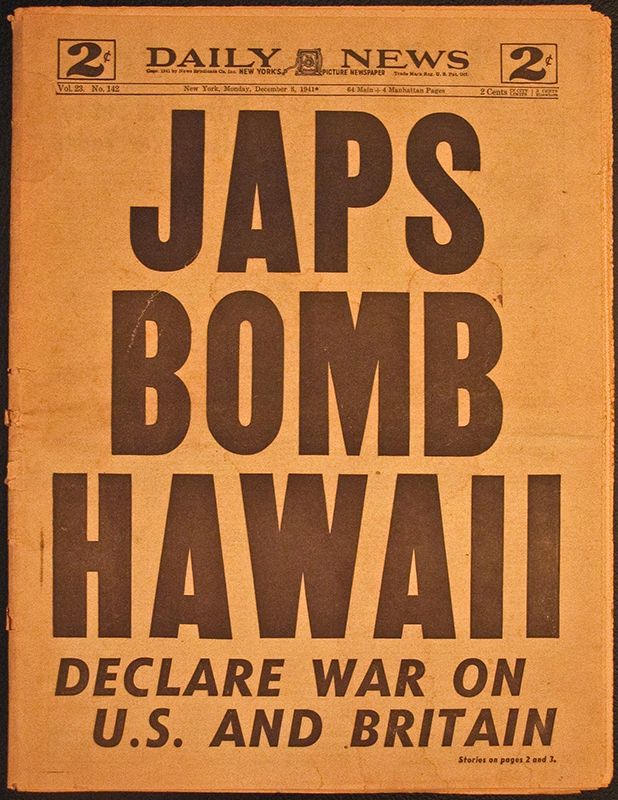 2¢ DAILY NEWS 2¢
Copr. 1941 by News Syndicate Co. Inc. NEW YORK'S PICTURE NEWSPAPER Trade Mark Reg. U. S. Pat. Off.
Vol. 23. No. 142 New York, Monday, December 8, 1941* 64 Main + 4 Manhattan Pages 2 Cents
JAPS
BOMB
HAWAII
DECLARE WAR ON
U.S. AND BRITAIN
Stories on pages 2 and 3.